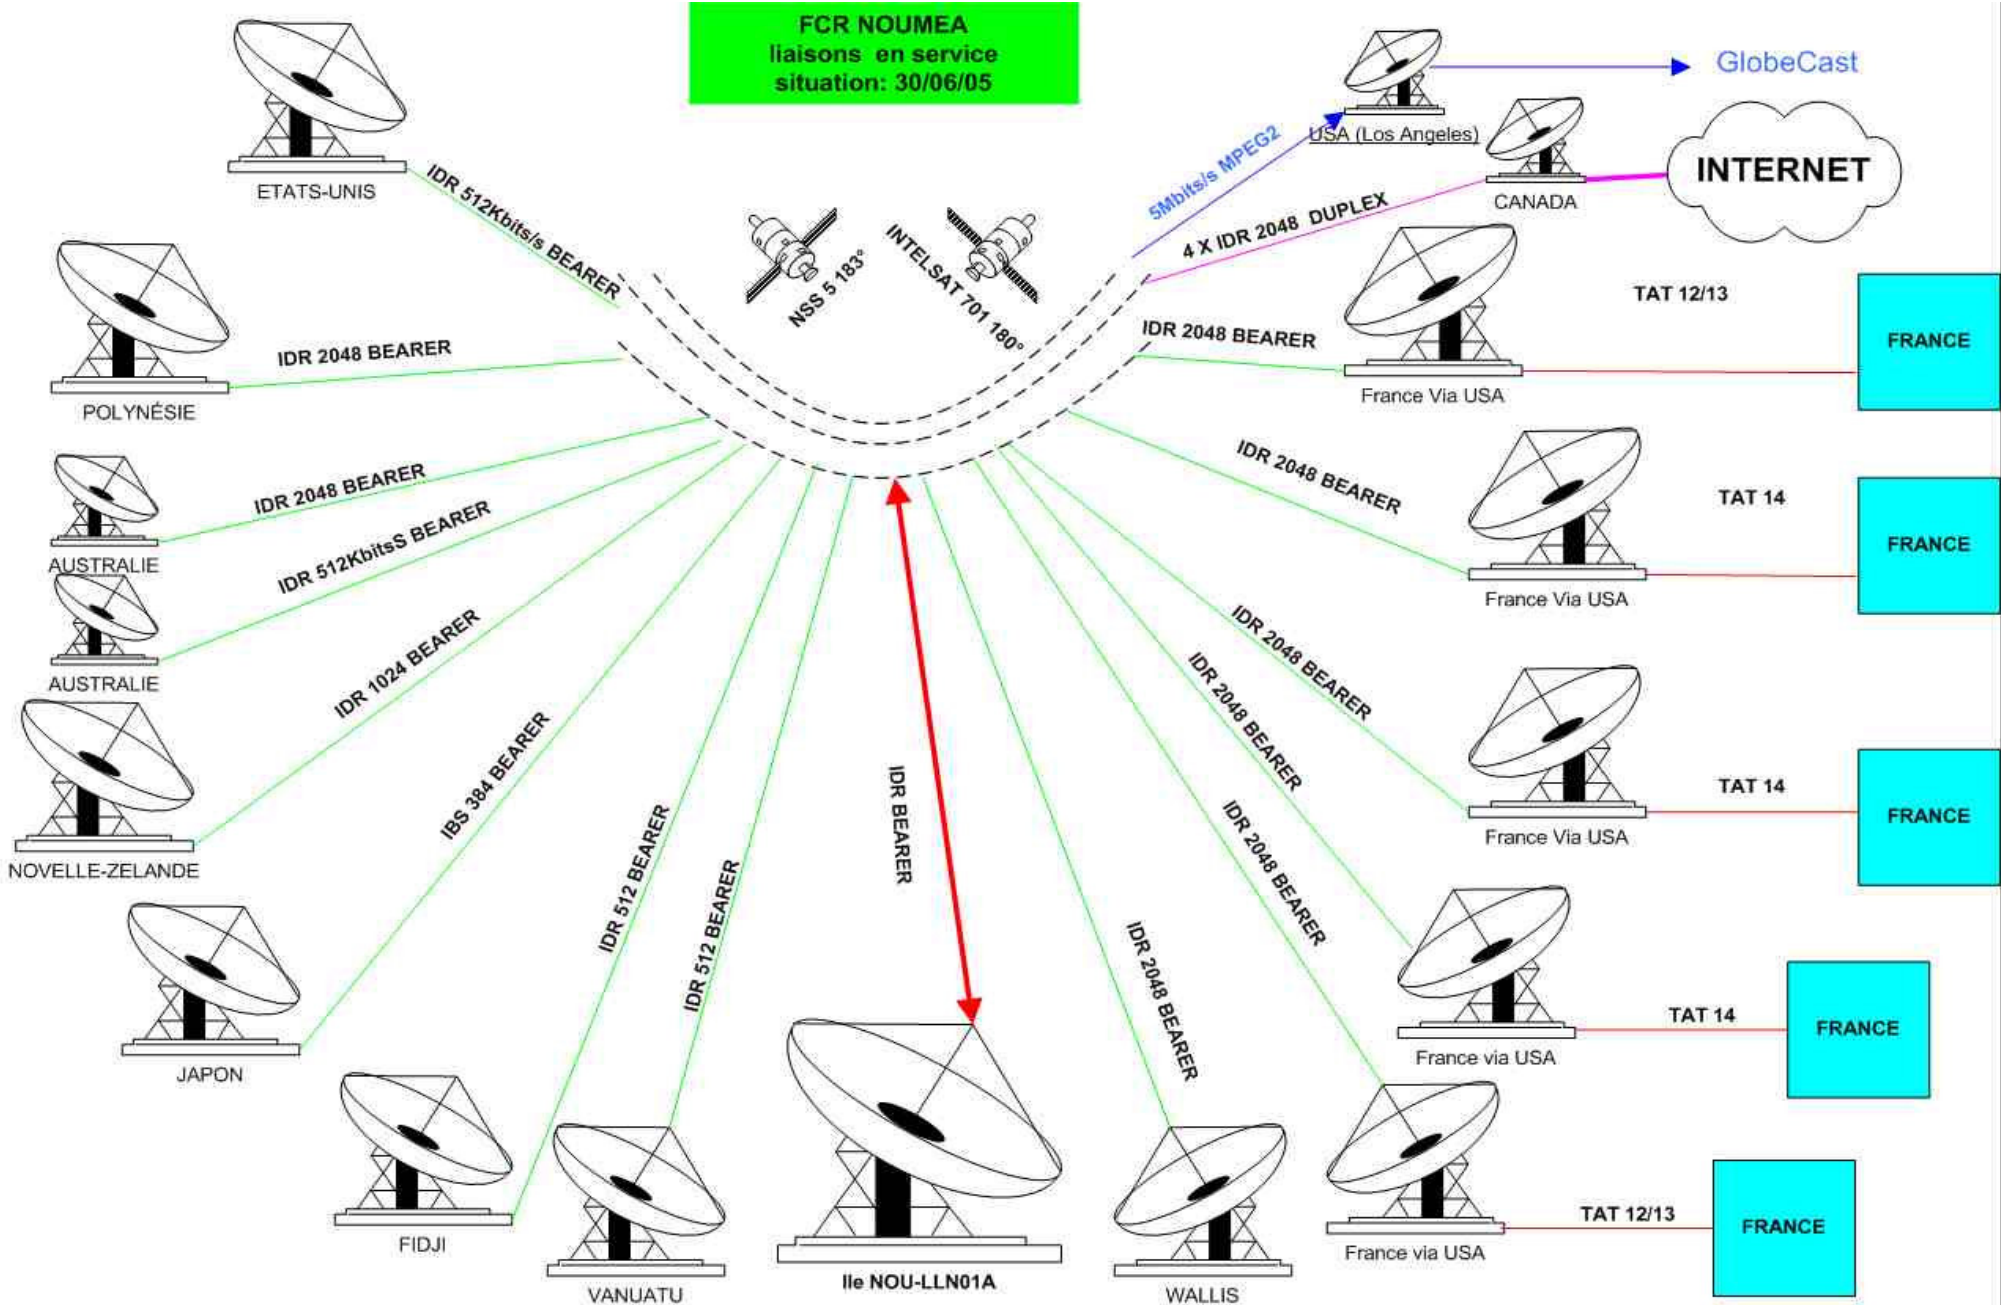 FCR NOUMEA
liaisons en service
situation: 30/06/05
GlobeCast
USA (Los Angeles)
5Mbits/s MPEG2
INTERNET
CANADA
4 X IDR 2048 DUPLEX
ETATS-UNIS
IDR 512Kbits/s BEARER
NSS 5 183°
INTELSAT 701 180°
POLYNÉSIE
IDR 2048 BEARER
IDR 2048 BEARER
France Via USA
TAT 12/13
FRANCE
AUSTRALIE
IDR 2048 BEARER
AUSTRALIE
IDR 512KbitsS BEARER
IDR 2048 BEARER
France Via USA
TAT 14
FRANCE
NOVELLE-ZELANDE
IDR 1024 BEARER
IDR 2048 BEARER
France Via USA
TAT 14
FRANCE
JAPON
IBS 384 BEARER
IDR 2048 BEARER
France via USA
TAT 14
FRANCE
FIDJI
IDR 512 BEARER
VANUATU
IDR 512 BEARER
IDR BEARER
Ile NOU-LLN01A
IDR 2048 BEARER
WALLIS
IDR 2048 BEARER
France via USA
TAT 12/13
FRANCE